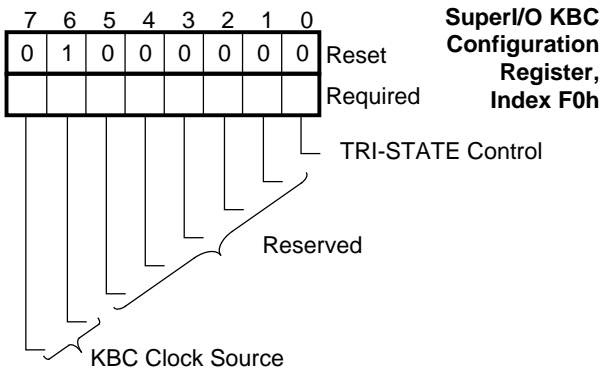 7 6 5 4 3 2 1 0
SuperI/O KBC
Configuration
Register,
Index F0h
0 1 0 0 0 0 0 0 Reset
Required
TRI-STATE Control
Reserved
KBC Clock Source